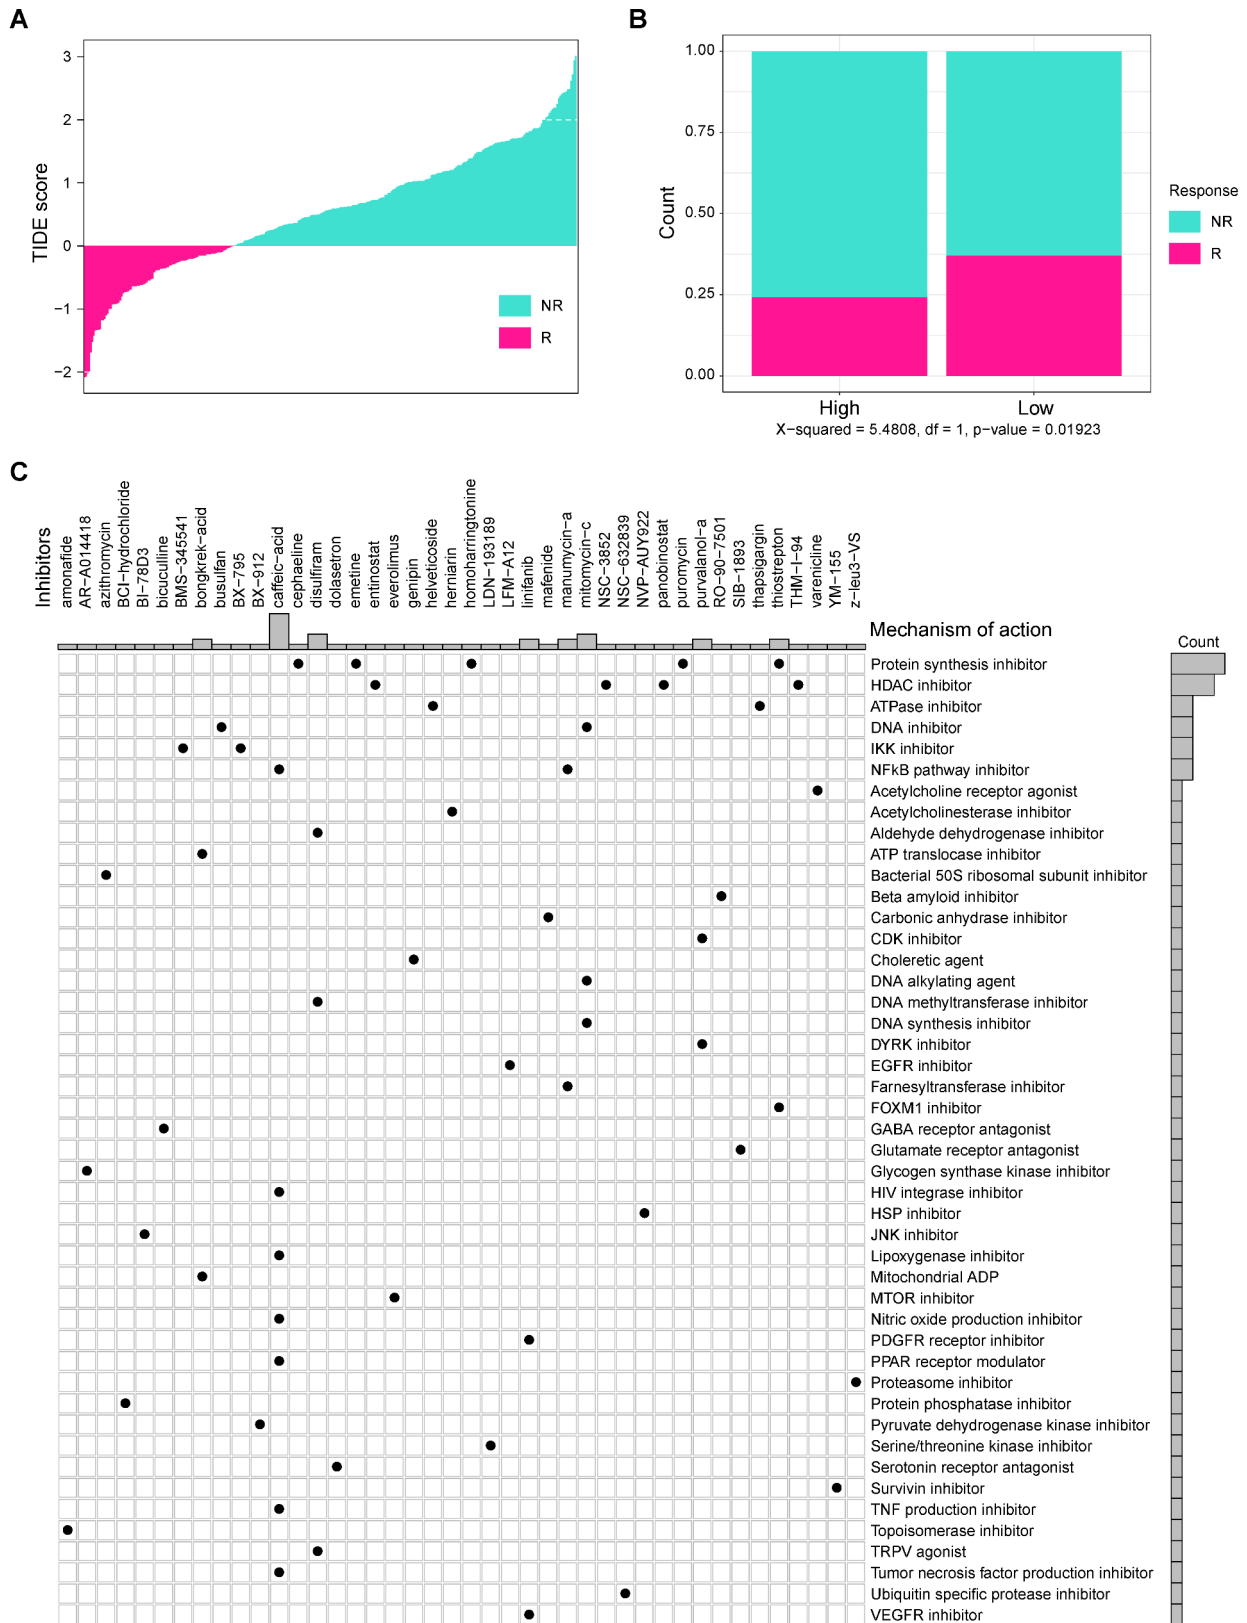 A
3
2
1
0
−1
−2
TIDE score
NR
R
B
1.00
0.75
0.50
0.25
0.00
Count
High
Low
X−squared = 5.4808, df = 1, p−value = 0.01923
Response
NR
R
C
Inhibitors
amonafide
AR−A014418
azithromycin
BCI−hydrochloride
BI−78D3
bicuculline
BMS−345541
bongkrek−acid
busulfan
BX−795
BX−912
caffeic−acid
cephaeline
disulfiram
dolasetron
emetine
entinostat
everolimus
genipin
helveticoside
herniarin
homoharringtonine
LDN−193189
LFM−A12
linifanib
mafenide
manumycin−a
mitomycin−c
NSC−3852
NSC−632839
NVP−AUY922
panobinostat
puromycin
purvalanol−a
RO−90−7501
SIB−1893
thapsigargin
thiostrepton
THM−I−94
varenicline
YM−155
z−leu3−VS
Mechanism of action
Count
Protein synthesis inhibitor
HDAC inhibitor
ATPase inhibitor
DNA inhibitor
IKK inhibitor
NFkB pathway inhibitor
Acetylcholine receptor agonist
Acetylcholinesterase inhibitor
Aldehyde dehydrogenase inhibitor
ATP translocase inhibitor
Bacterial 50S ribosomal subunit inhibitor
Beta amyloid inhibitor
Carbonic anhydrase inhibitor
CDK inhibitor
Choleretic agent
DNA alkylating agent
DNA methyltransferase inhibitor
DNA synthesis inhibitor
DYRK inhibitor
EGFR inhibitor
Farnesyltransferase inhibitor
FOXM1 inhibitor
GABA receptor antagonist
Glutamate receptor antagonist
Glycogen synthase kinase inhibitor
HIV integrase inhibitor
HSP inhibitor
JNK inhibitor
Lipoxygenase inhibitor
Mitochondrial ADP
MTOR inhibitor
Nitric oxide production inhibitor
PDGFR receptor inhibitor
PPAR receptor modulator
Proteasome inhibitor
Protein phosphatase inhibitor
Pyruvate dehydrogenase kinase inhibitor
Serine/threonine kinase inhibitor
Serotonin receptor antagonist
Survivin inhibitor
TNF production inhibitor
Topoisomerase inhibitor
TRPV agonist
Tumor necrosis factor production inhibitor
Ubiquitin specific protease inhibitor
VEGFR inhibitor